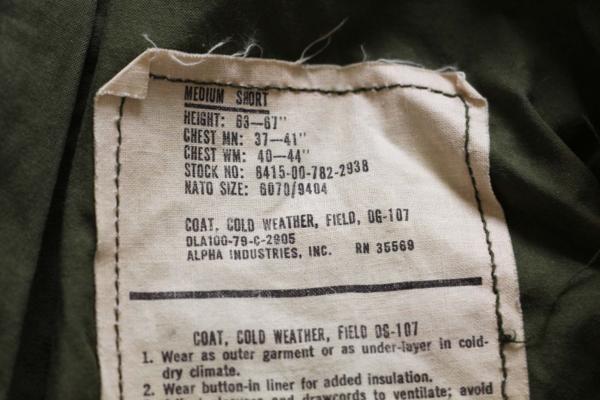 MEDIUM SHORT
HEIGHT: 63—67"
CHEST MN: 37—41"
CHEST WM: 40—44"
STOCK NO: 8415-00-782-2938
NATO SIZE: 6070/9404
COAT, COLD WEATHER, FIELD, OG-107
DLA100-79-C-2905
ALPHA INDUSTRIES, INC. RN 35569
COAT, COLD WEATHER, FIELD OG-107
1. Wear as outer garment or as under-layer in cold-
dry climate.
2. Wear button-in liner for added insulation.
and drawcords to ventilate; avoid